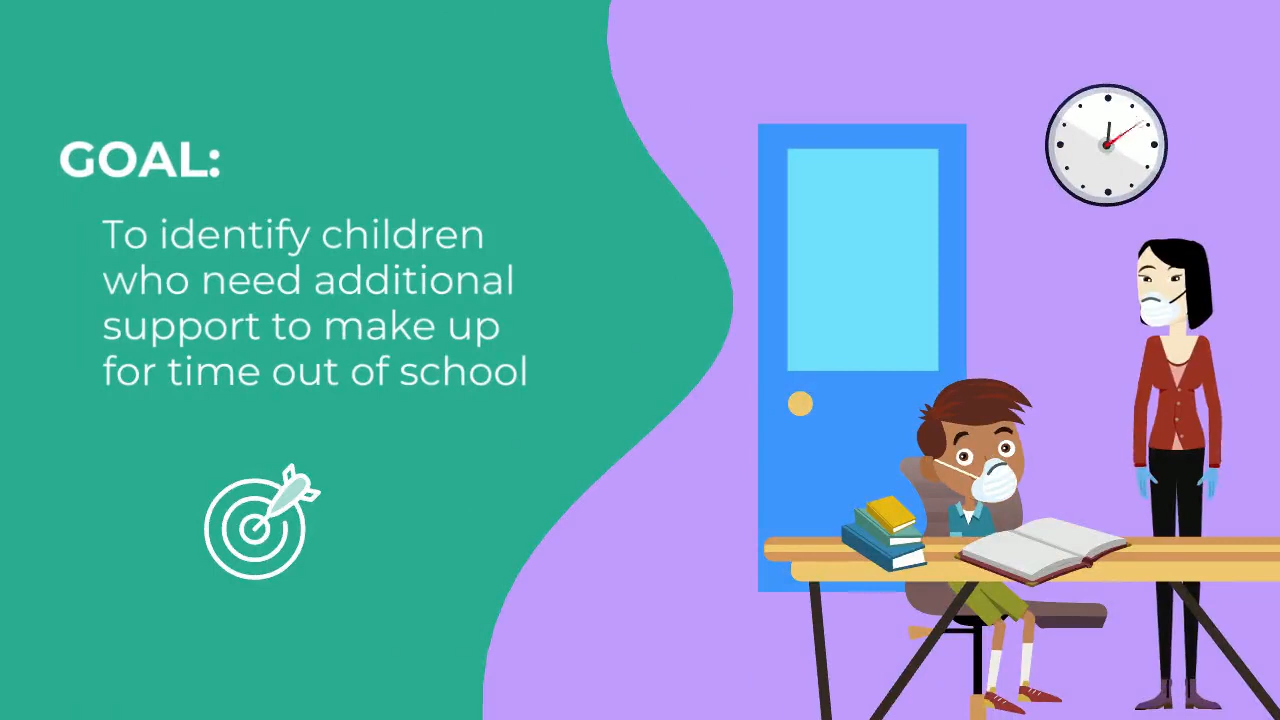 GOAL:
To identify children
who need additional
support to make up
for time out of school